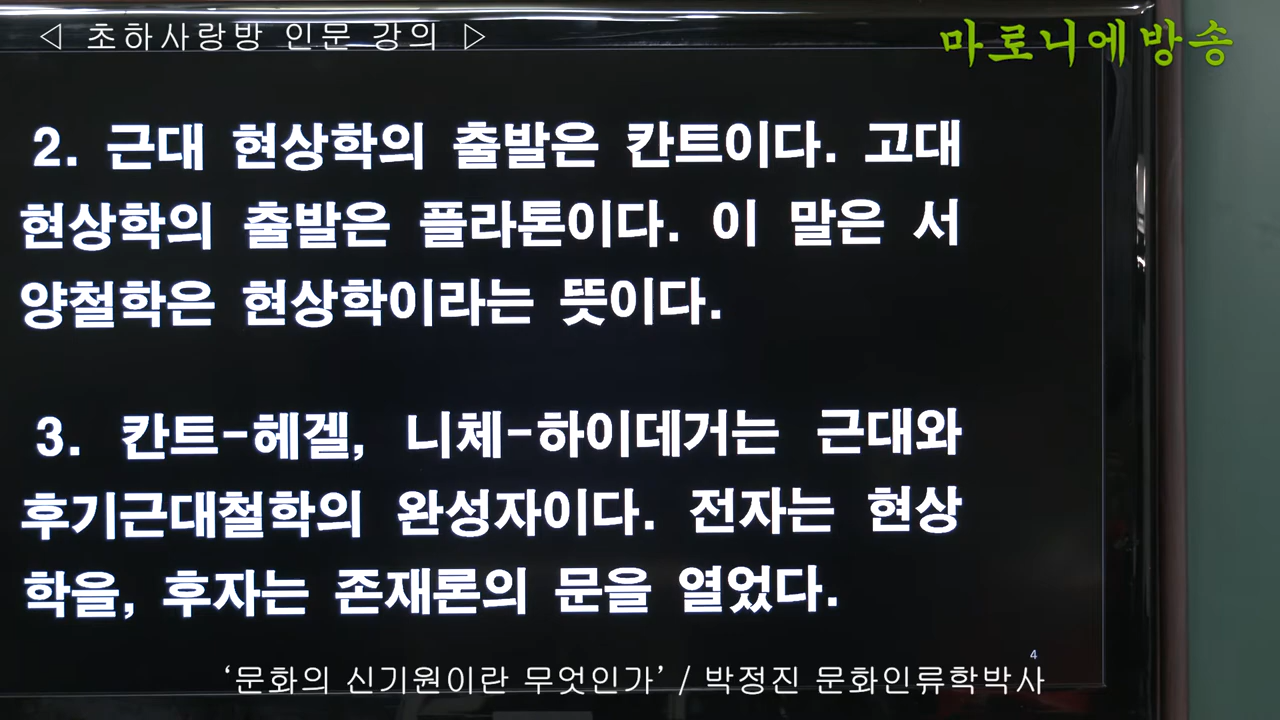 ◁ 초하사랑방 인문 강의 ▷
마로니에방송
2. 근대 현상학의 출발은 칸트이다. 고대
현상학의 출발은 플라톤이다. 이 말은 서
양철학은 현상학이라는 뜻이다.
3. 칸트-헤겔, 니체-하이데거는 근대와
후기근대철학의 완성자이다. 전자는 현상
학을, 후자는 존재론의 문을 열었다.
4
‘문화의 신기원이란 무엇인가’ / 박정진 문화인류학박사